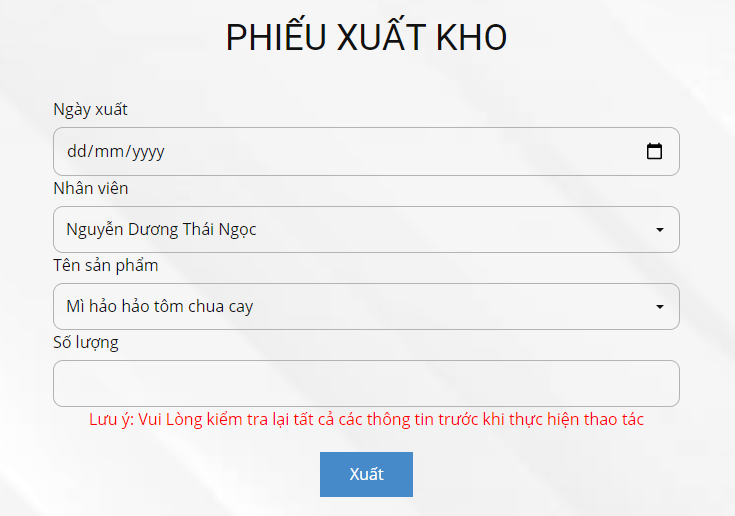 PHIẾU XUẤT KHO
Ngày xuất
dd/mm/yyyy
Nhân viên
Nguyễn Dương Thái Ngọc
Tên sản phẩm
Mì hảo hảo tôm chua cay
Số lượng
Lưu ý: Vui Lòng kiểm tra lại tất cả các thông tin trước khi thực hiện thao tác
Xuất